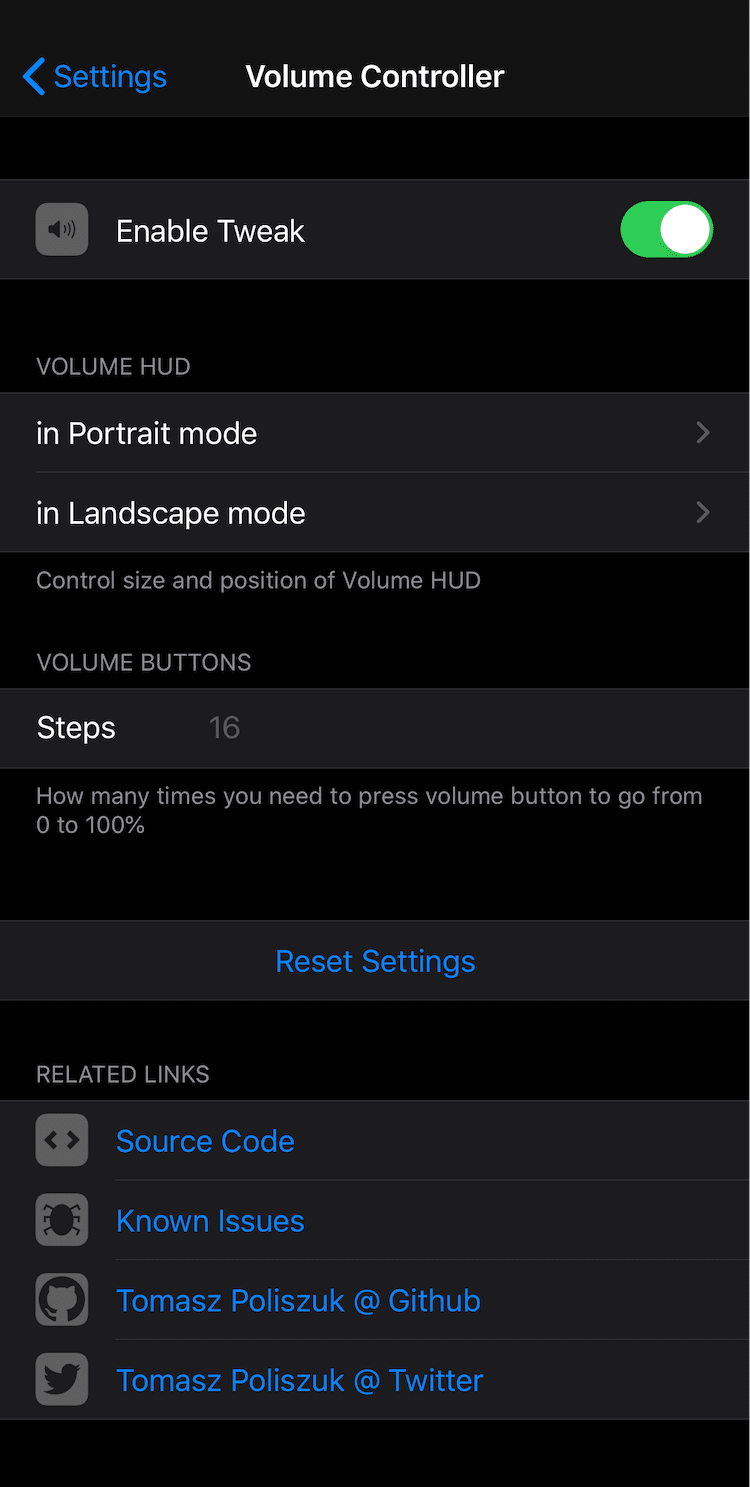 Settings
Volume Controller
Enable Tweak
VOLUME HUD
in Portrait mode
in Landscape mode
Control size and position of Volume HUD
VOLUME BUTTONS
Steps 16
How many times you need to press volume button to go from
0 to 100%
Reset Settings
RELATED LINKS
Source Code
Known Issues
Tomasz Poliszuk @ Github
Tomasz Poliszuk @ Twitter